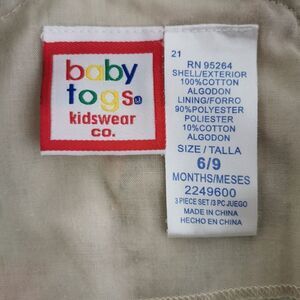 baby
togs®
kidswear
co.
21
RN 95264
SHELL/EXTERIOR
100%COTTON
ALGODON
LINING/FORRO
90%POLYESTER
POLIESTER
10%COTTON
ALGODON
SIZE / TALLA
6/9
MONTHS/MESES
2249600
3 PIECE SET/3 PC JUEGO
MADE IN CHINA
HECHO EN CHINA